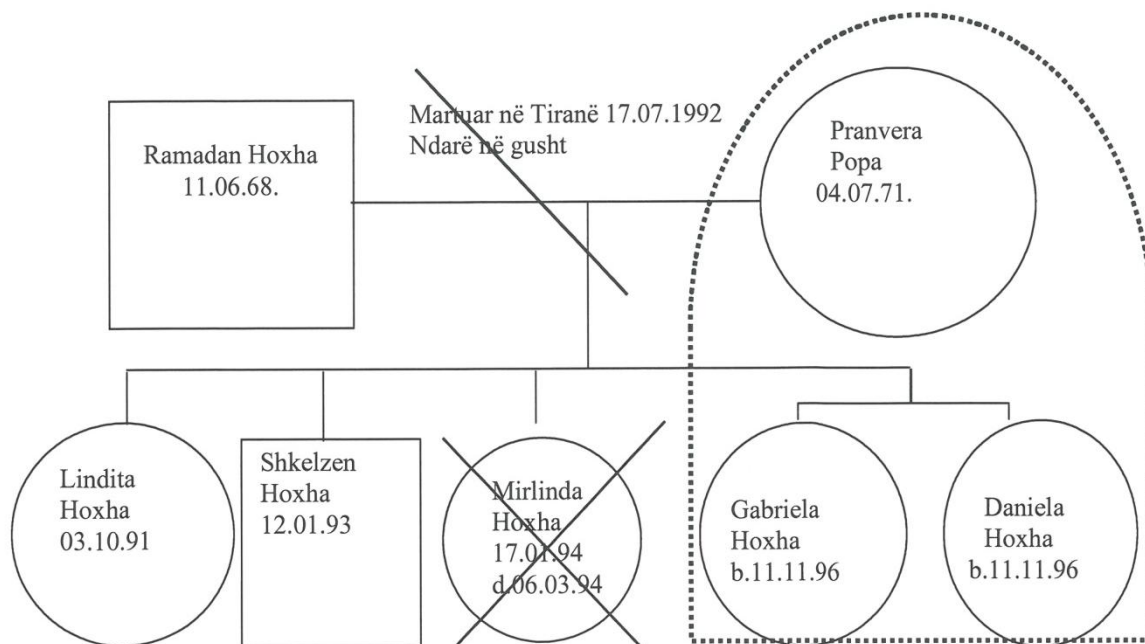 Martuar në Tiranë 17.07.1992
Ndarë në gusht
Ramadan Hoxha
11.06.68.
Pranvera
Popa
04.07.71.
Lindita
Hoxha
03.10.91
Shkelzen
Hoxha
12.01.93
Mirlinda
Hoxha
17.01.94
d.06.03.94
Gabriela
Hoxha
b.11.11.96
Daniela
Hoxha
b.11.11.96